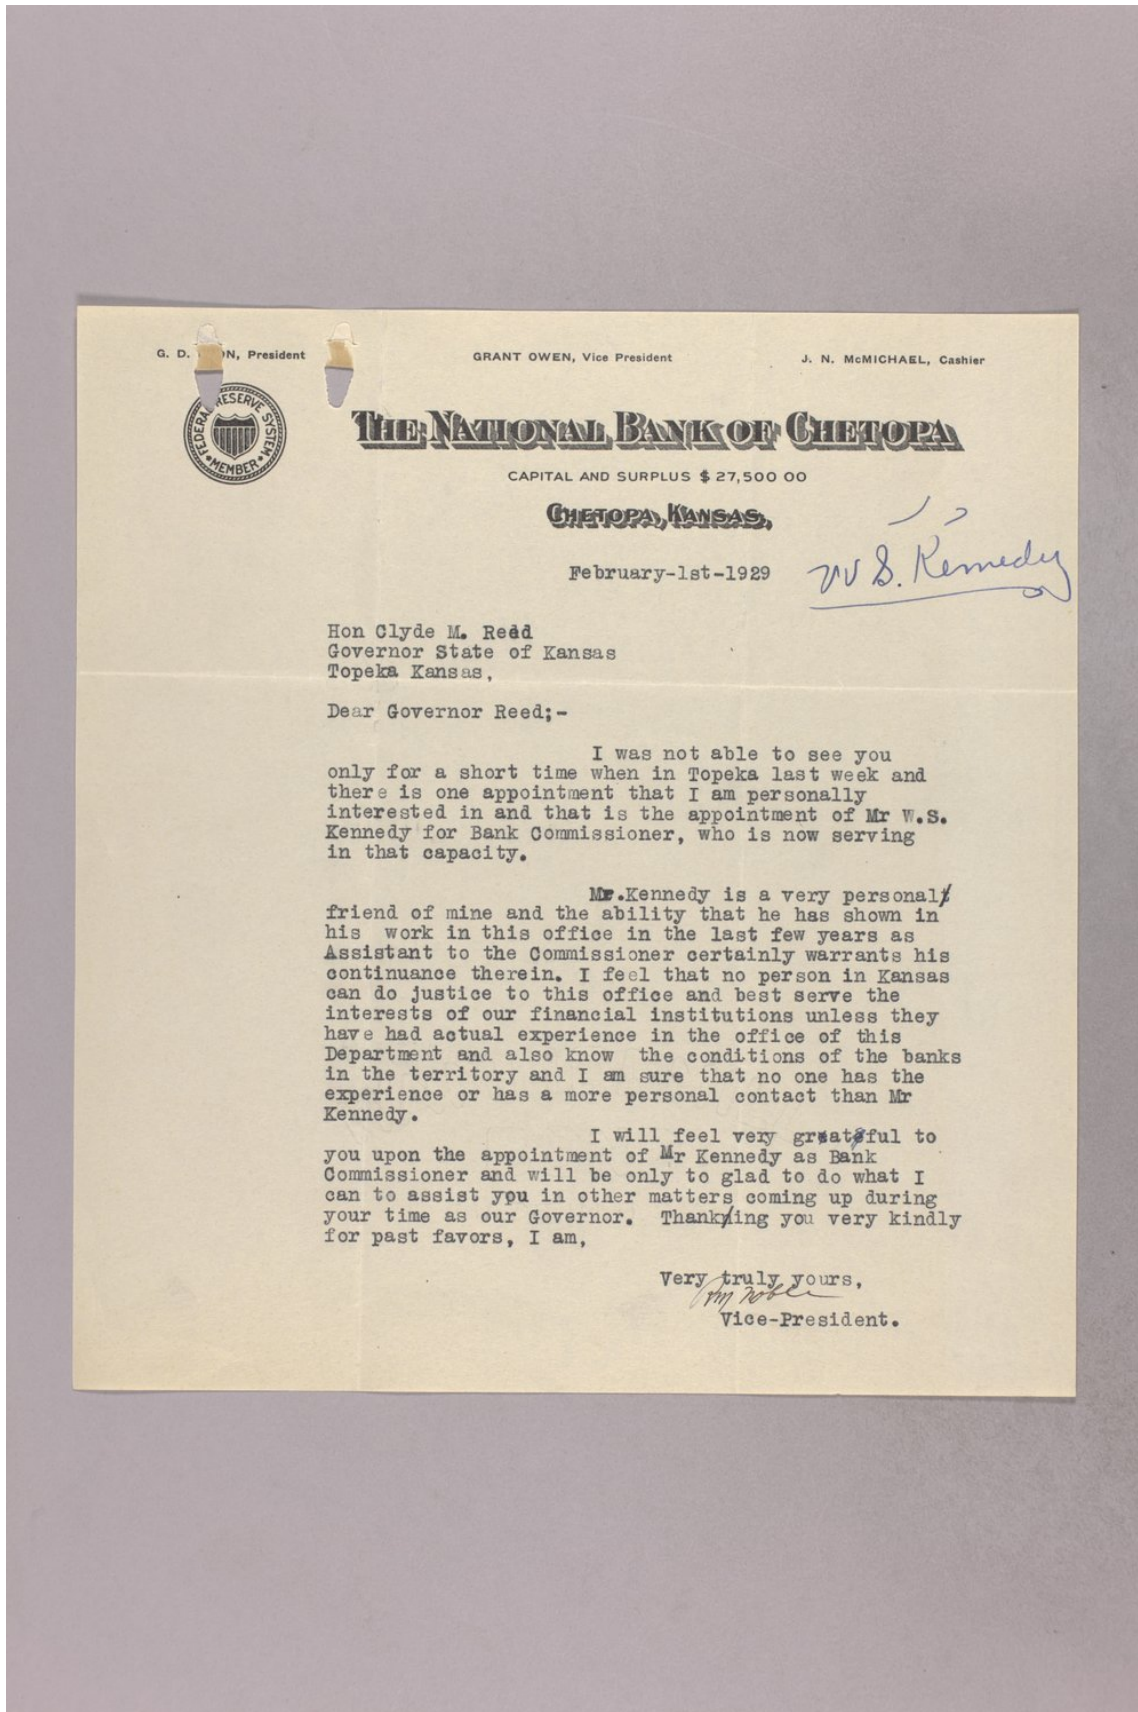 G. D. ON, President
GRANT OWEN, Vice President
J. N. McMICHAEL, Cashier
FEDERAL RESERVE SYSTEM
MEMBER
THE NATIONAL BANK OF CHETOPA
CAPITAL AND SURPLUS $ 27,500 00
CHETOPA, KANSAS,
W S. Kennedy
February-1st-1929
Hon Clyde M. Reed
Governor State of Kansas
Topeka Kansas,
Dear Governor Reed;-
I was not able to see you
only for a short time when in Topeka last week and
there is one appointment that I am personally
interested in and that is the appointment of Mr W.S.
Kennedy for Bank Commissioner, who is now serving
in that capacity.
Mr.Kennedy is a very personal
friend of mine and the ability that he has shown in
his work in this office in the last few years as
Assistant to the Commissioner certainly warrants his
continuance therein. I feel that no person in Kansas
can do justice to this office and best serve the
interests of our financial institutions unless they
have had actual experience in the office of this
Department and also know the conditions of the banks
in the territory and I am sure that no one has the
experience or has a more personal contact than Mr
Kennedy.
I will feel very grateful to
you upon the appointment of Mr Kennedy as Bank
Commissioner and will be only to glad to do what I
can to assist you in other matters coming up during
your time as our Governor. Thanking you very kindly
for past favors, I am,
Very truly yours,
Noble
Vice-President.